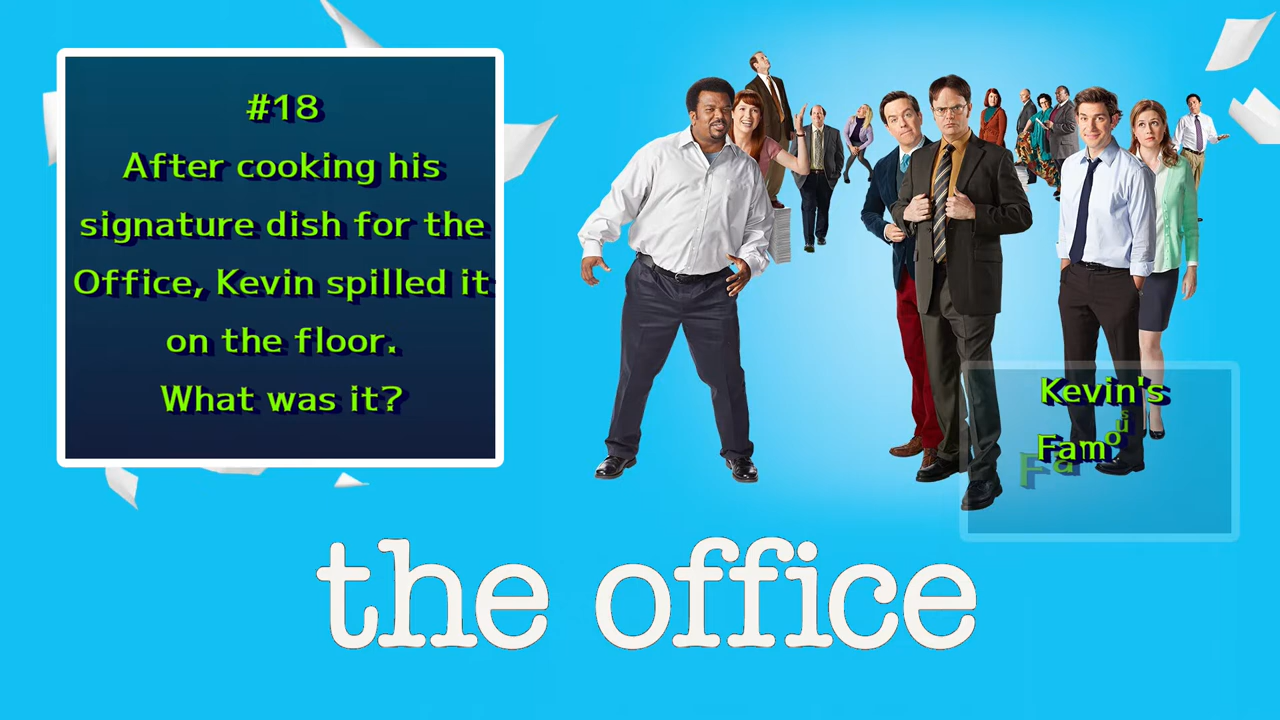 #18
After cooking his
signature dish for the
Office, Kevin spilled it
on the floor.
What was it?
Kevin's
Famous
the office